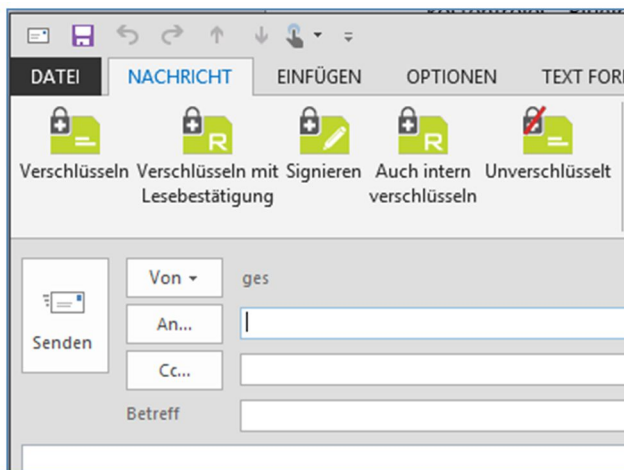 DATEI NACHRICHT EINFÜGEN OPTIONEN TEXT FOR
Verschlüsseln Verschlüsseln mit Signieren Auch intern Unverschlüsselt
Lesebestätigung verschlüsseln
R R
Von ges
An...
Senden
Cc...
Betreff